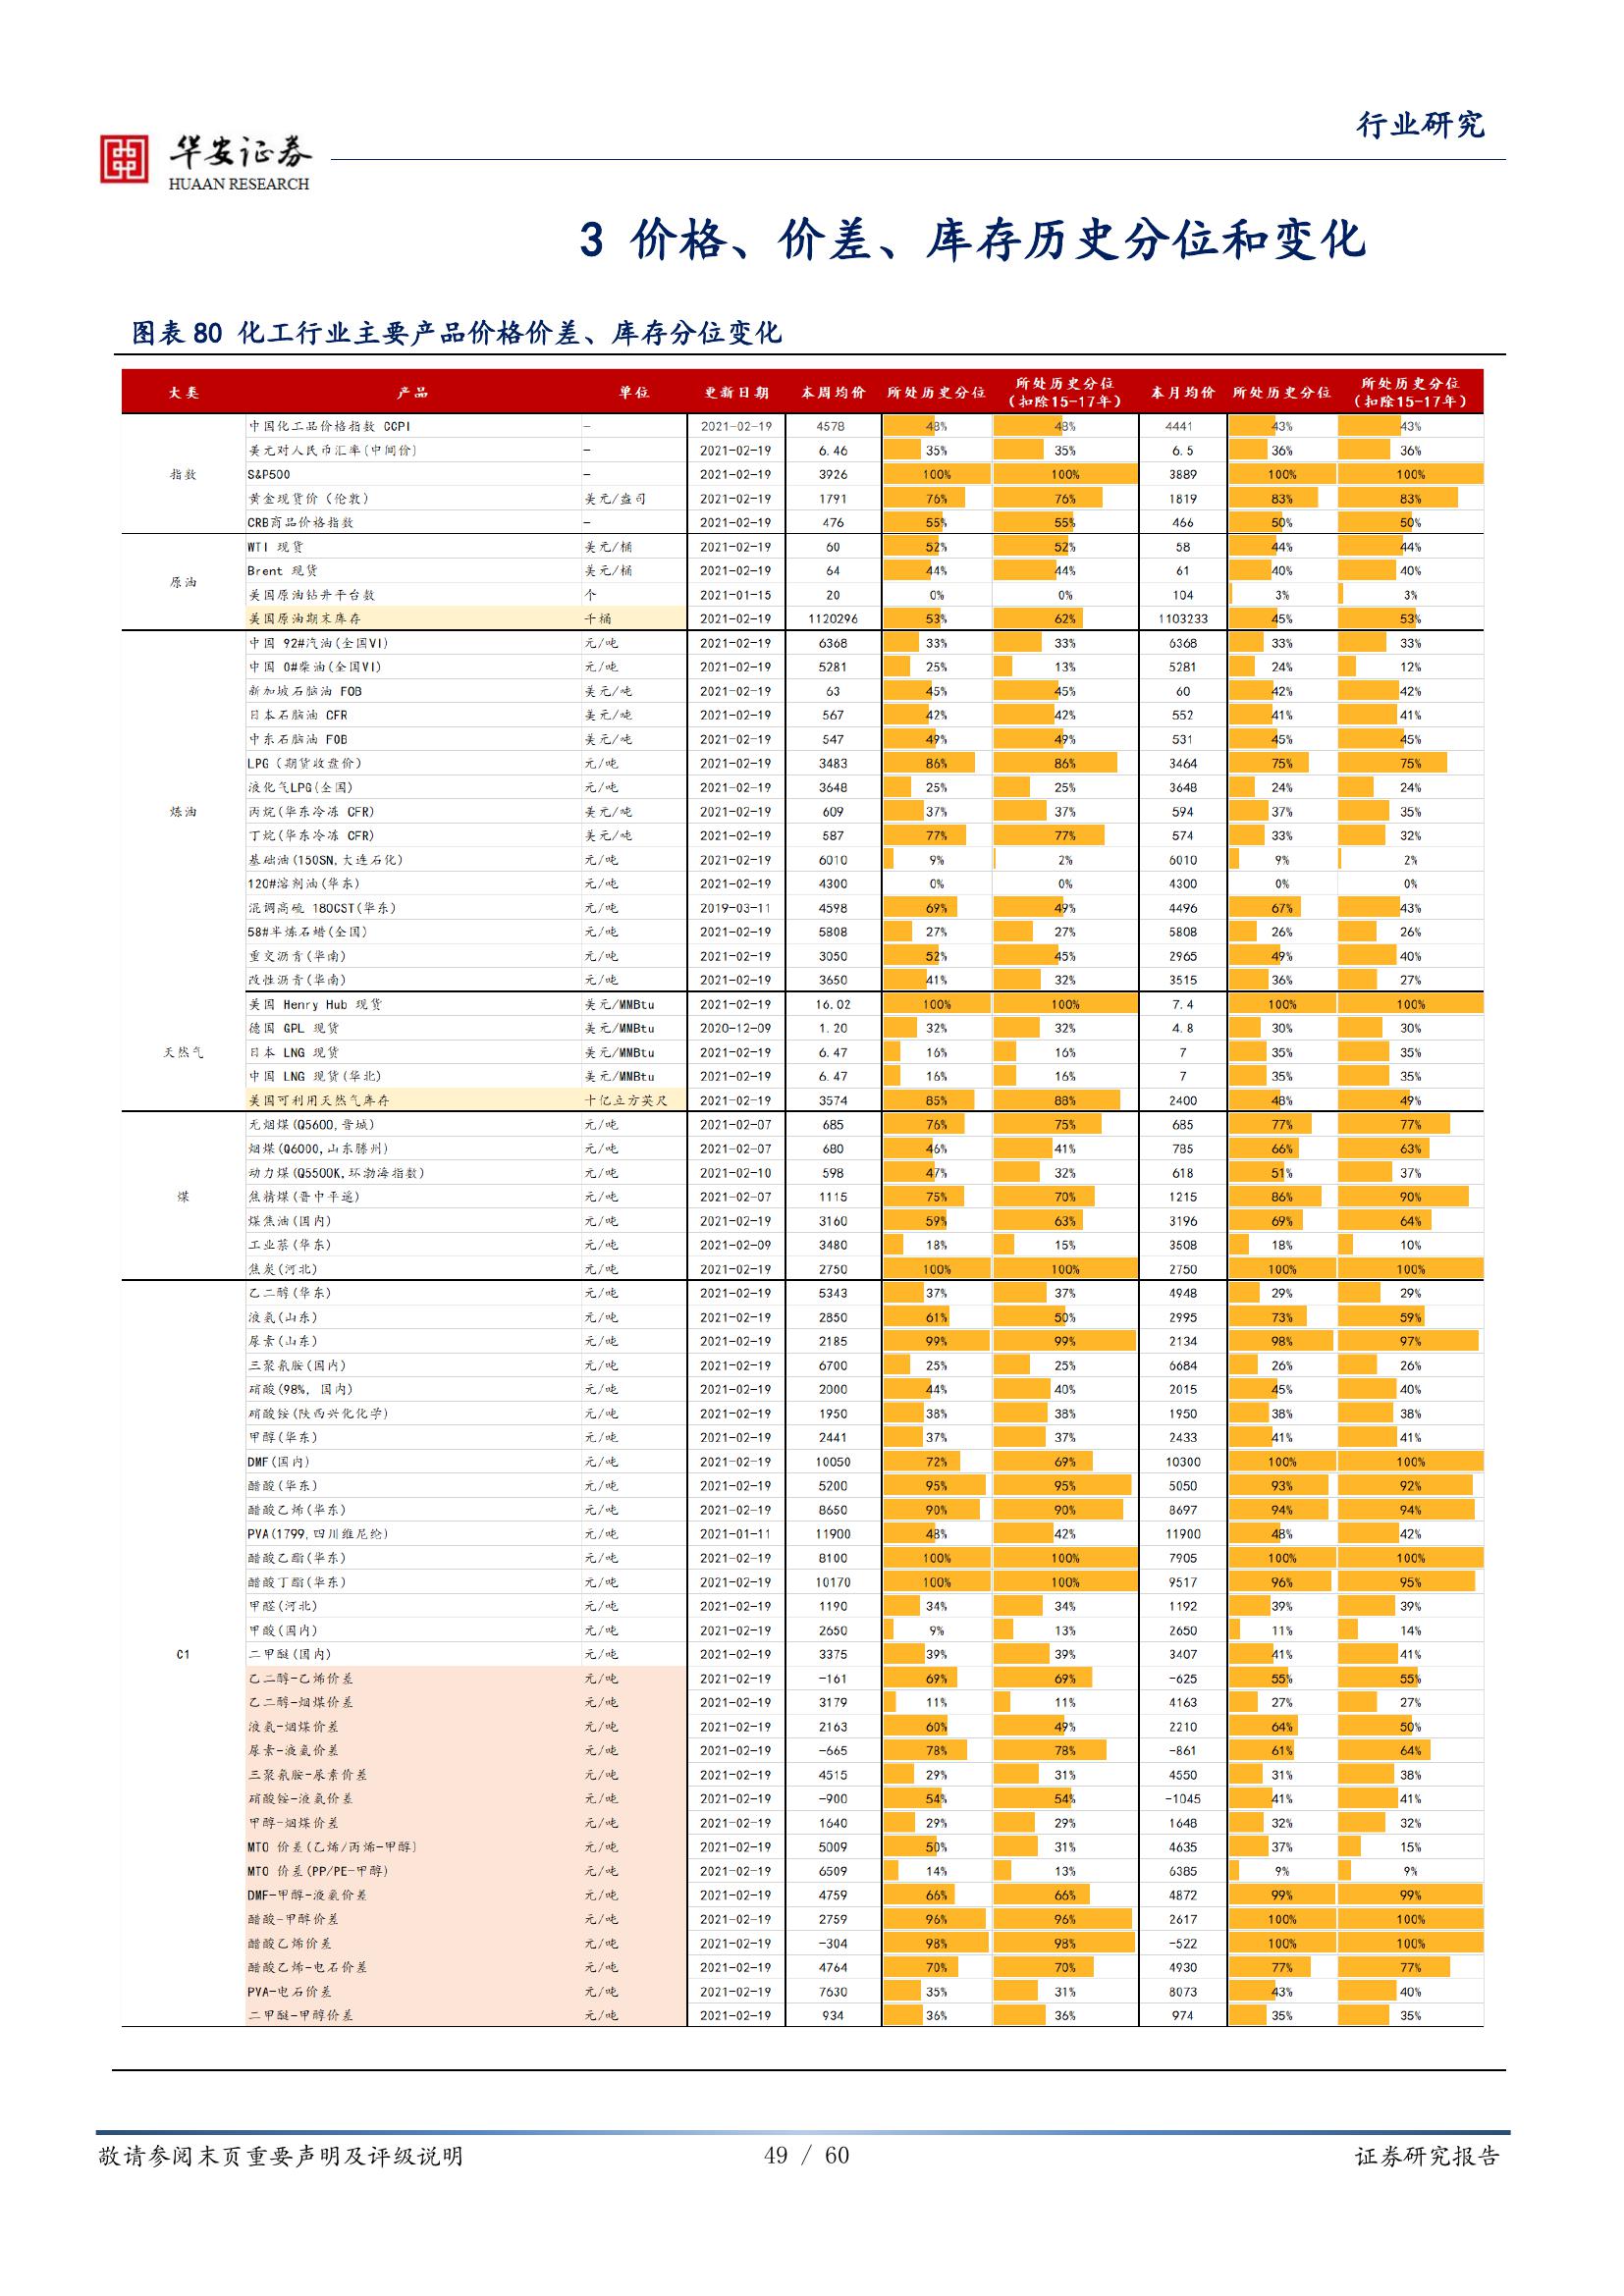 行业研究
华安证券
HUAAN RESEARCH
3 价格、价差、库存历史分位和变化
图表 80 化工行业主要产品价格价差、库存分位变化
大类 产品 单位 更新日期 本周均价 所处历史分位 所处历史分位（扣除15-17年） 本月均价 所处历史分位 所处历史分位（扣除15-17年）
指数
中国化工品价格指数 CCPI - 2021-02-19 4578 48% 48% 4441 43% 43%
美元对人民币汇率(中间价) - 2021-02-19 6.46 35% 35% 6.5 36% 36%
S&P500 - 2021-02-19 3926 100% 100% 3889 100% 100%
黄金现货价（伦敦） 美元/盎司 2021-02-19 1791 76% 76% 1819 83% 83%
CRB商品价格指数 - 2021-02-19 476 55% 55% 466 50% 50%
原油
WTI 现货 美元/桶 2021-02-19 60 52% 52% 58 44% 44%
Brent 现货 美元/桶 2021-02-19 64 44% 44% 61 40% 40%
美国原油钻井平台数 个 2021-01-15 20 0% 0% 104 3% 3%
美国原油期末库存 千桶 2021-02-19 1120296 53% 62% 1103233 45% 53%
炼油
中国 92#汽油(全国VI) 元/吨 2021-02-19 6368 33% 33% 6368 33% 33%
中国 0#柴油(全国VI) 元/吨 2021-02-19 5281 25% 13% 5281 24% 12%
新加坡石脑油 FOB 美元/吨 2021-02-19 63 45% 45% 60 42% 42%
日本石脑油 CFR 美元/吨 2021-02-19 567 42% 42% 552 41% 41%
中东石脑油 FOB 美元/吨 2021-02-19 547 49% 49% 531 45% 45%
LPG（期货收盘价） 元/吨 2021-02-19 3483 86% 86% 3464 75% 75%
液化气LPG(全国) 元/吨 2021-02-19 3648 25% 25% 3648 24% 24%
丙烷(华东冷冻 CFR) 美元/吨 2021-02-19 609 37% 37% 594 37% 35%
丁烷(华东冷冻 CFR) 美元/吨 2021-02-19 587 77% 77% 574 33% 32%
基础油(150SN,大连石化) 元/吨 2021-02-19 6010 9% 2% 6010 9% 2%
120#溶剂油(华东) 元/吨 2021-02-19 4300 0% 0% 4300 0% 0%
混调高硫 180CST(华东) 元/吨 2019-03-11 4598 69% 49% 4496 67% 43%
58#半炼石蜡(全国) 元/吨 2021-02-19 5808 27% 27% 5808 26% 26%
重交沥青(华南) 元/吨 2021-02-19 3050 52% 45% 2965 49% 40%
改性沥青(华南) 元/吨 2021-02-19 3650 41% 32% 3515 36% 27%
天然气
美国 Henry Hub 现货 美元/MMBtu 2021-02-19 16.02 100% 100% 7.4 100% 100%
德国 GPL 现货 美元/MMBtu 2020-12-09 1.20 32% 32% 4.8 30% 30%
日本 LNG 现货 美元/MMBtu 2021-02-19 6.47 16% 16% 7 35% 35%
中国 LNG 现货(华北) 美元/MMBtu 2021-02-19 6.47 16% 16% 7 35% 35%
美国可利用天然气库存 十亿立方英尺 2021-02-19 3574 85% 88% 2400 48% 49%
煤
无烟煤(Q5600,晋城) 元/吨 2021-02-07 685 76% 75% 685 77% 77%
烟煤(Q6000,山东滕州) 元/吨 2021-02-07 680 46% 41% 785 66% 63%
动力煤(Q5500K,环渤海指数) 元/吨 2021-02-10 598 47% 32% 618 51% 37%
焦精煤(晋中平遥) 元/吨 2021-02-07 1115 75% 70% 1215 86% 90%
煤焦油(国内) 元/吨 2021-02-19 3160 59% 63% 3196 69% 64%
工业萘(华东) 元/吨 2021-02-09 3480 18% 15% 3508 18% 10%
焦炭(河北) 元/吨 2021-02-19 2750 100% 100% 2750 100% 100%
C1
乙二醇(华东) 元/吨 2021-02-19 5343 37% 37% 4948 29% 29%
液氨(山东) 元/吨 2021-02-19 2850 61% 50% 2995 73% 59%
尿素(山东) 元/吨 2021-02-19 2185 99% 99% 2134 98% 97%
三聚氰胺(国内) 元/吨 2021-02-19 6700 25% 25% 6684 26% 26%
硝酸(98%, 国内) 元/吨 2021-02-19 2000 44% 40% 2015 45% 40%
硝酸铵(陕西兴化化学) 元/吨 2021-02-19 1950 38% 38% 1950 38% 38%
甲醇(华东) 元/吨 2021-02-19 2441 37% 37% 2433 41% 41%
DMF(国内) 元/吨 2021-02-19 10050 72% 69% 10300 100% 100%
醋酸(华东) 元/吨 2021-02-19 5200 95% 95% 5050 93% 92%
醋酸乙烯(华东) 元/吨 2021-02-19 8650 90% 90% 8697 94% 94%
PVA(1799,四川维尼纶) 元/吨 2021-01-11 11900 48% 42% 11900 48% 42%
醋酸乙酯(华东) 元/吨 2021-02-19 8100 100% 100% 7905 100% 100%
醋酸丁酯(华东) 元/吨 2021-02-19 10170 100% 100% 9517 96% 95%
甲醛(河北) 元/吨 2021-02-19 1190 34% 34% 1192 39% 39%
甲酸(国内) 元/吨 2021-02-19 2650 9% 13% 2650 11% 14%
二甲醚(国内) 元/吨 2021-02-19 3375 39% 39% 3407 41% 41%
乙二醇-乙烯价差 元/吨 2021-02-19 -161 69% 69% -625 55% 55%
乙二醇-烟煤价差 元/吨 2021-02-19 3179 11% 11% 4163 27% 27%
液氨-烟煤价差 元/吨 2021-02-19 2163 60% 49% 2210 64% 50%
尿素-液氨价差 元/吨 2021-02-19 -665 78% 78% -861 61% 64%
三聚氰胺-尿素价差 元/吨 2021-02-19 4515 29% 31% 4550 31% 38%
硝酸铵-液氨价差 元/吨 2021-02-19 -900 54% 54% -1045 41% 41%
甲醇-烟煤价差 元/吨 2021-02-19 1640 29% 29% 1648 32% 32%
MTO 价差(乙烯/丙烯-甲醇) 元/吨 2021-02-19 5009 50% 31% 4635 37% 15%
MTO 价差(PP/PE-甲醇) 元/吨 2021-02-19 6509 14% 13% 6385 9% 9%
DMF-甲醇-液氨价差 元/吨 2021-02-19 4759 66% 66% 4872 99% 99%
醋酸-甲醇价差 元/吨 2021-02-19 2759 96% 96% 2617 100% 100%
醋酸乙烯价差 元/吨 2021-02-19 -304 98% 98% -522 100% 100%
醋酸乙烯-电石价差 元/吨 2021-02-19 4764 70% 70% 4930 77% 77%
PVA-电石价差 元/吨 2021-02-19 7630 35% 31% 8073 43% 40%
二甲醚-甲醇价差 元/吨 2021-02-19 934 36% 36% 974 35% 35%
敬请参阅末页重要声明及评级说明 49 / 60 证券研究报告